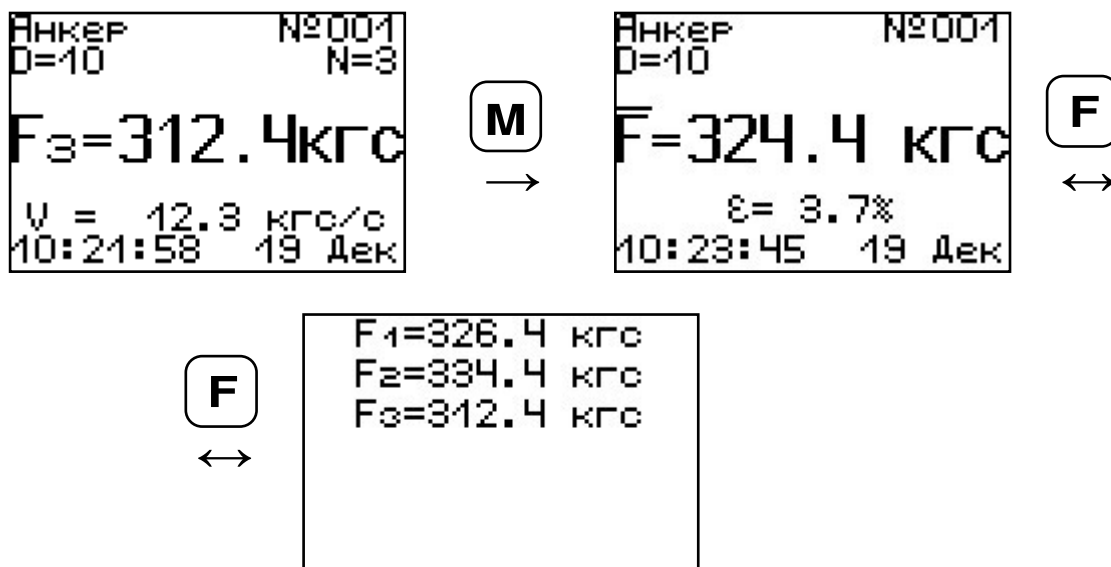 Анкер №001
D=10 N=3
F3=312.4кгс
V = 12.3 кгс/с
10:21:58 19 Дек
M
→
Анкер №001
D=10
F̅=324.4 кгс
ε= 3.7%
10:23:45 19 Дек
F
↔
F
↔
F1=326.4 кгс
F2=334.4 кгс
F3=312.4 кгс